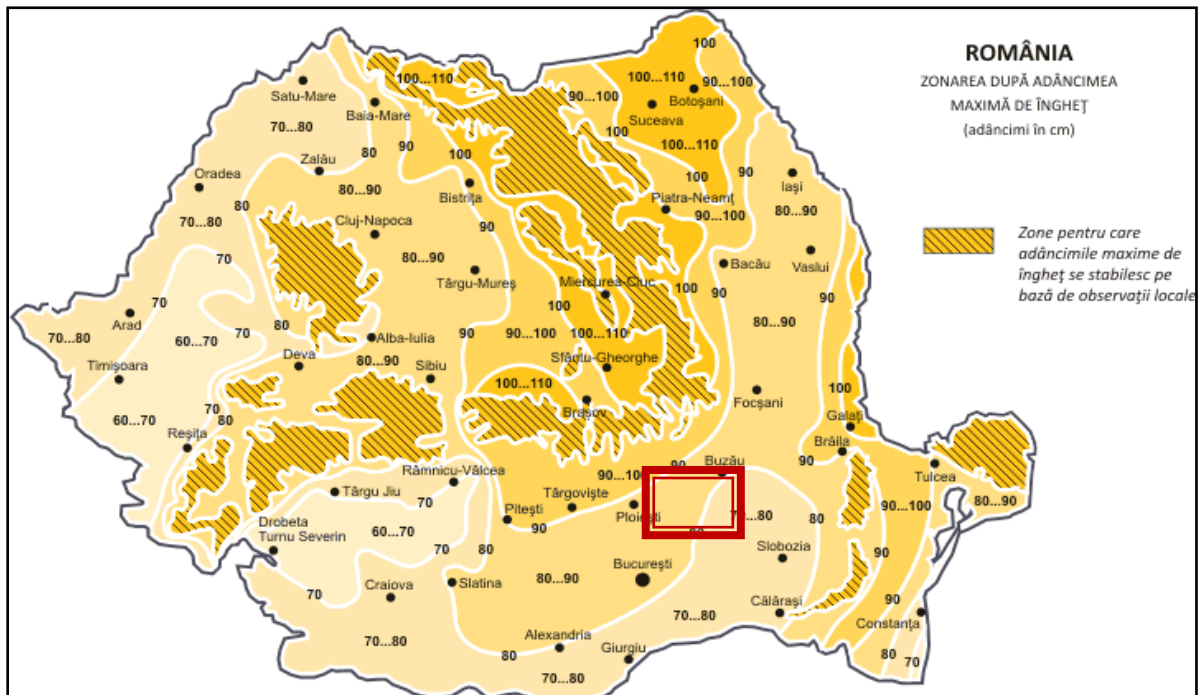 ROMÂNIA
ZONAREA DUPĂ ADÂNCIMEA
MAXIMĂ DE ÎNGHEŢ
(adâncimi în cm)
Zone pentru care
adâncimile maxime de
îngheț se stabilesc pe
bază de observații locale
100
100...110
100...110
90...100
Satu-Mare
90...100
Botoşani
Baia-Mare
Suceava
70...80
100
90
80
100...110
Zalău
100
90
Oradea
80...90
100
Iaşi
Bistriţa
Piatra-Neamţ
70...80
80
90...100
80...90
Cluj-Napoca
90
80...90
70
Bacău
Vaslui
Târgu-Mureş
90
Miercurea-Ciuc
100
90
70
100
Arad
80...90
70
80
90
90...100
100...110
70...80
60...70
Alba-Iulia
Deva
80...90
Sfântu-Gheorghe
Timişoara
Sibiu
100...110
100
Focşani
70
Braşov
60...70
80
Galaţi
Reşiţa
Brăila
90
Buzău
90
Râmnicu-Vâlcea
90...100
Tulcea
Târgu Jiu
70
Târgovişte
80...90
Piteşti
Ploieşti
90...100
70...80
80
Drobeta
Turnu Severin
90
60...70
Slobozia
70
80
90
Bucureşti
80...90
70
Craiova
Slatina
Călăraşi
90
70...80
Constanţa
70...80
Alexandria
80
Giurgiu
80
70
70...80